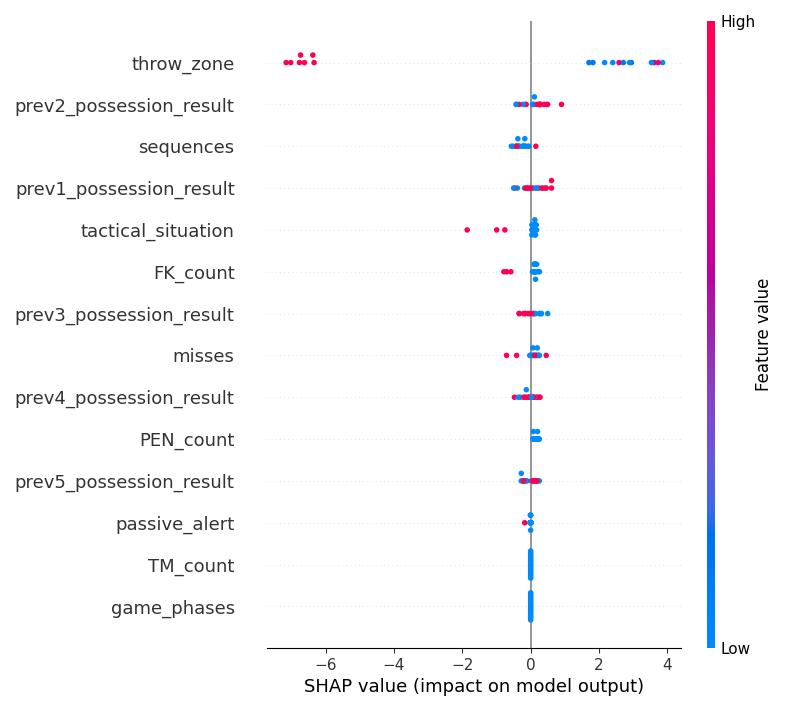 High
throw_zone
prev2_possession_result
sequences
prev1_possession_result
tactical_situation
FK_count
prev3_possession_result
misses
prev4_possession_result
PEN_count
prev5_possession_result
passive_alert
TM_count
game_phases
Feature value
Low
−6 −4 −2 0 2 4
SHAP value (impact on model output)